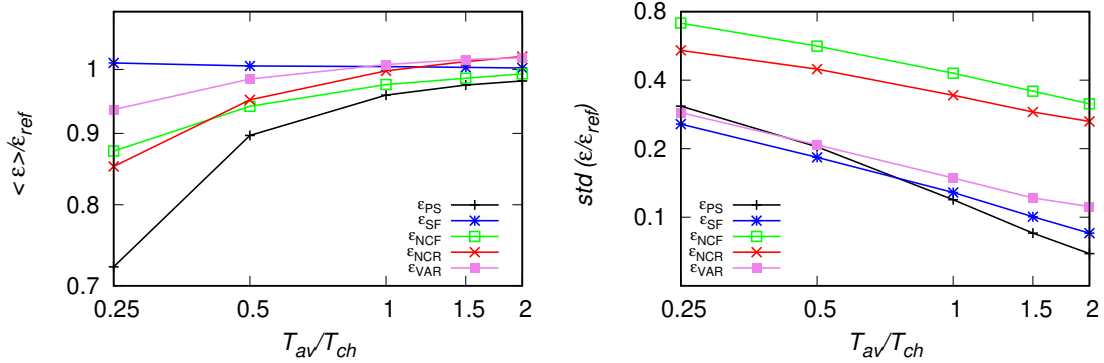 1
0.9
0.8
0.7
<ε>/ε_ref
0.25
0.5
1
1.5
2
T_av/T_ch
ε_PS
ε_SF
ε_NCF
ε_NCR
ε_VAR
0.8
0.4
0.2
0.1
std (ε/ε_ref)
0.25
0.5
1
1.5
2
T_av/T_ch
ε_PS
ε_SF
ε_NCF
ε_NCR
ε_VAR